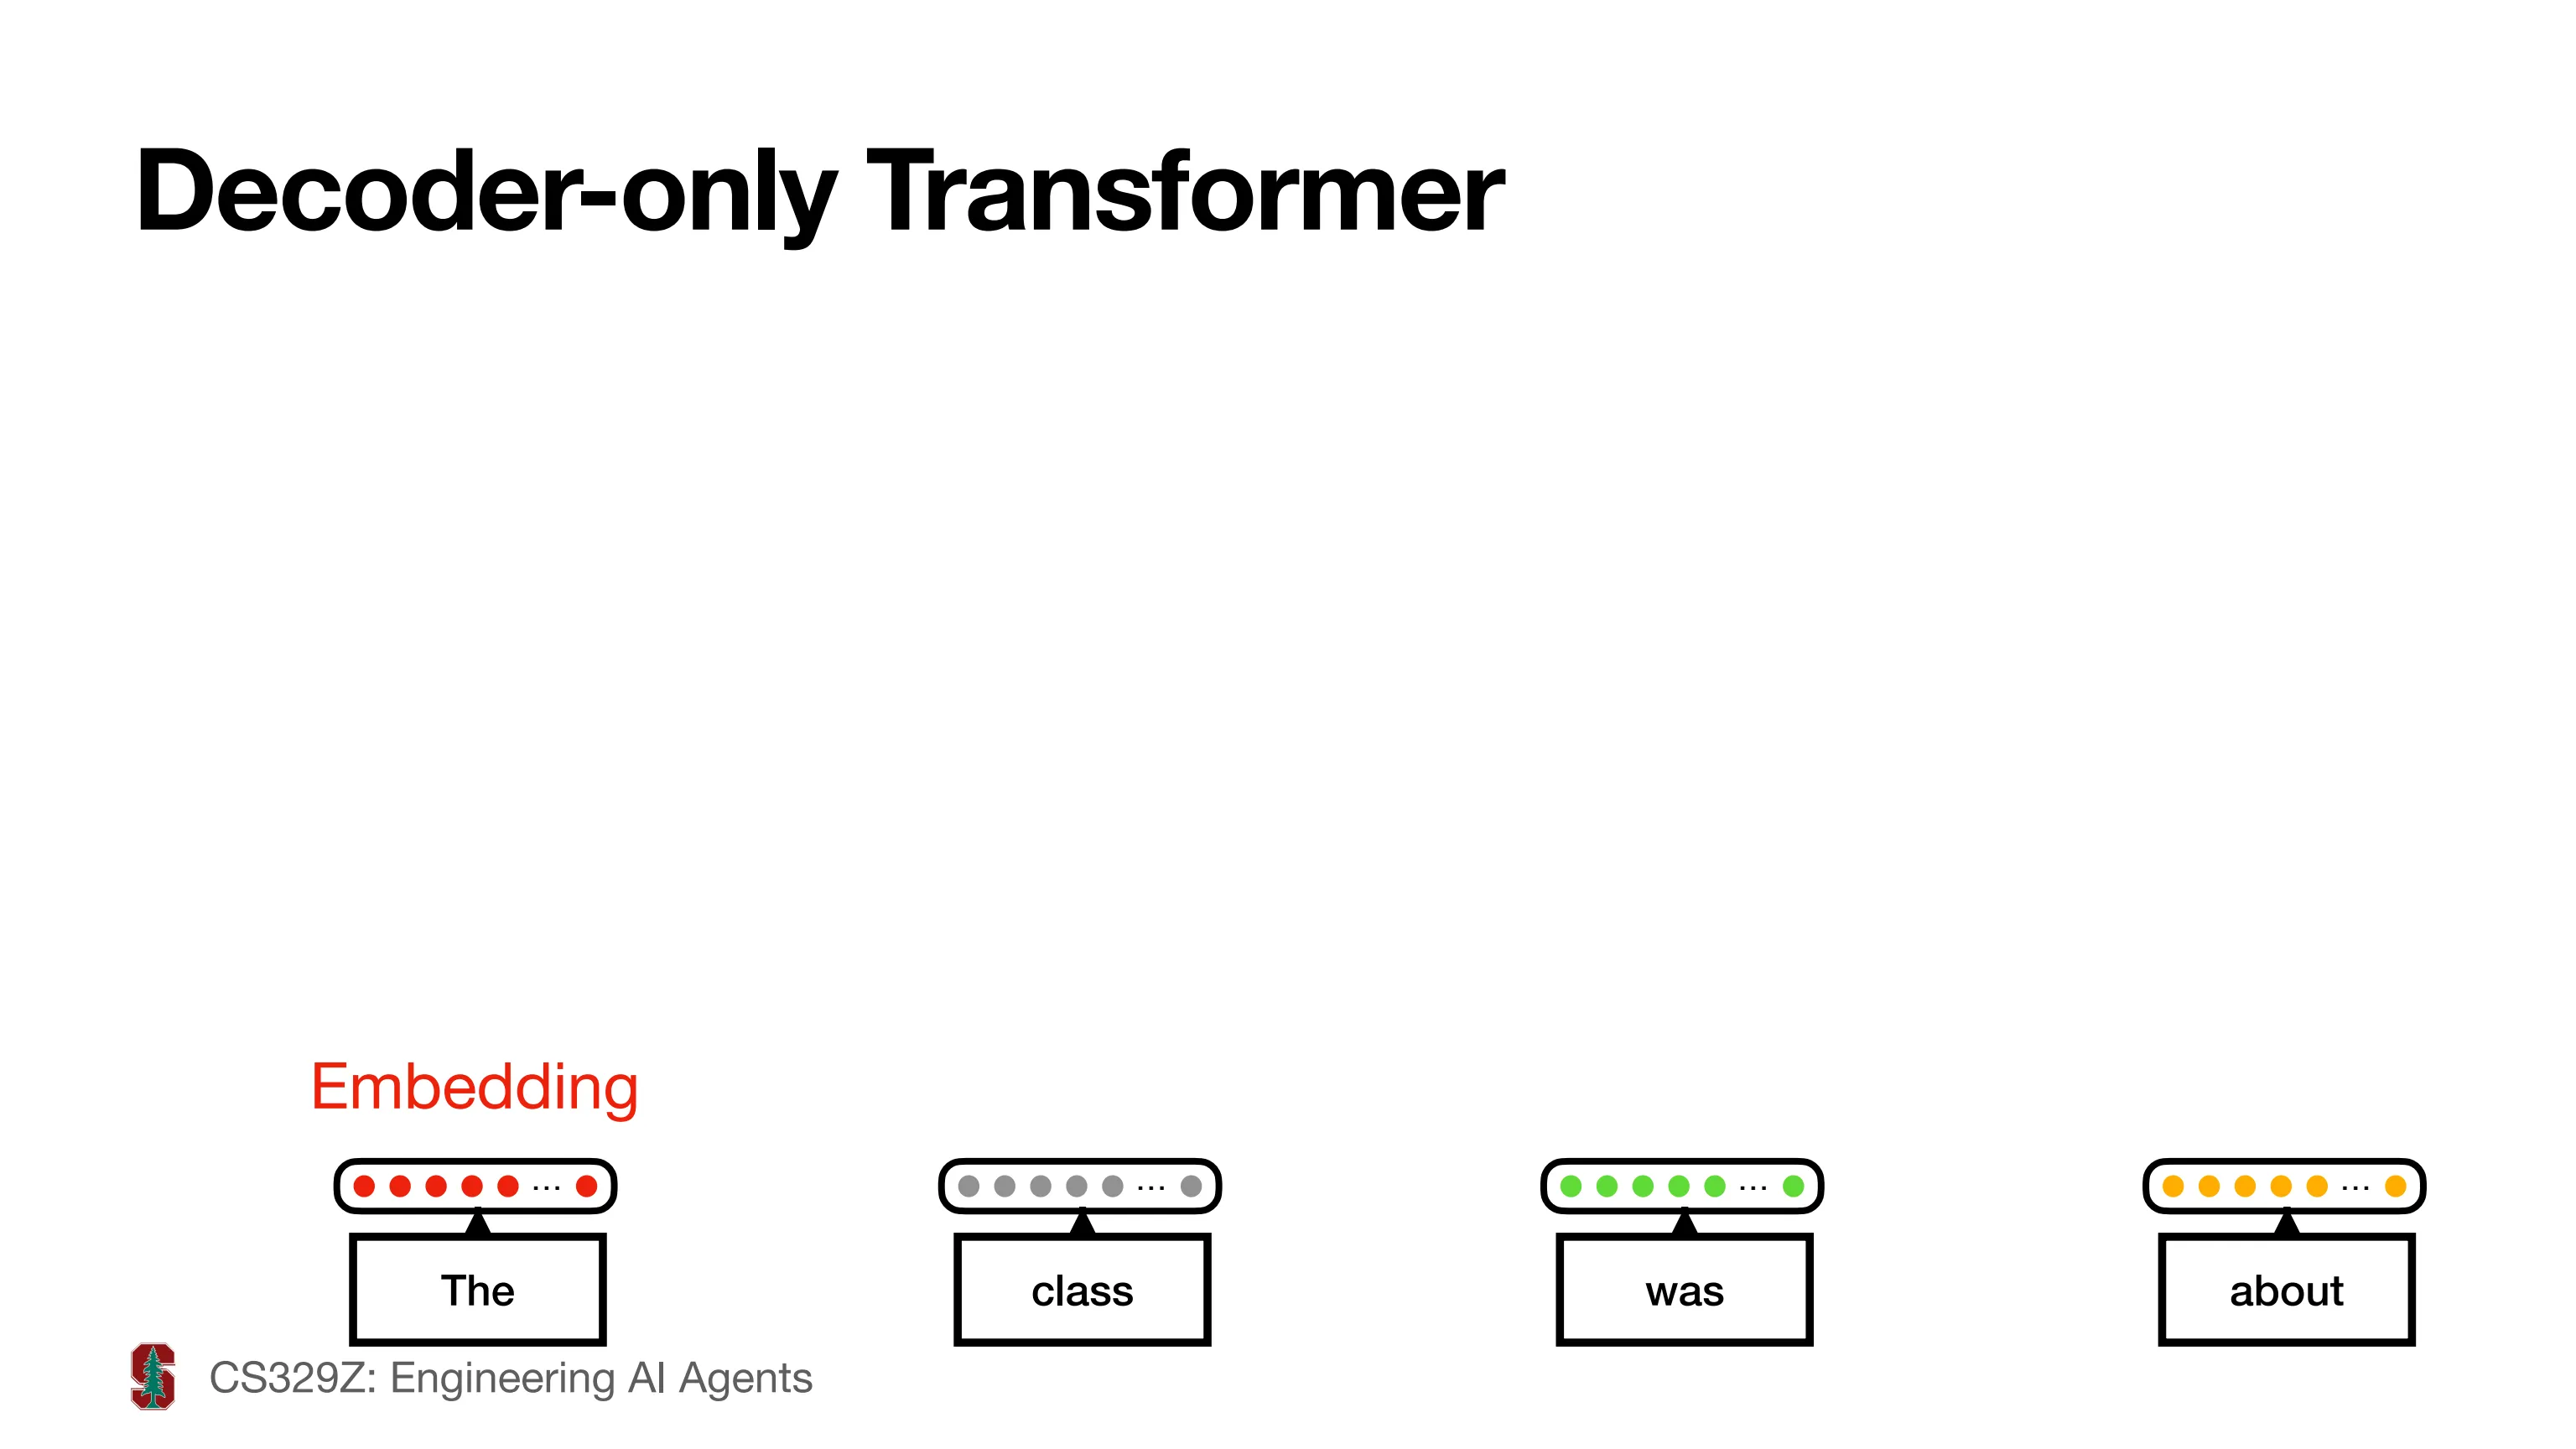 Decoder-only Transformer
Embedding
... ... ... ...
The class was about
CS329Z: Engineering AI Agents